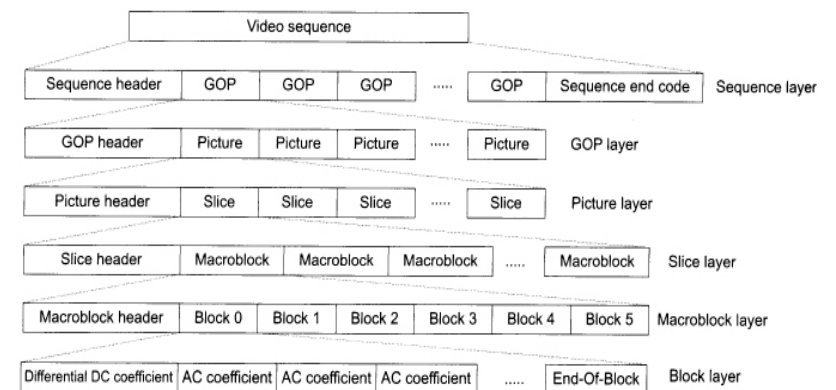 Video sequence
Sequence header GOP GOP GOP ..... GOP Sequence end code Sequence layer
GOP header Picture Picture Picture ..... Picture GOP layer
Picture header Slice Slice Slice ..... Slice Picture layer
Slice header Macroblock Macroblock Macroblock ..... Macroblock Slice layer
Macroblock header Block 0 Block 1 Block 2 Block 3 Block 4 Block 5 Macroblock layer
Differential DC coefficient AC coefficient AC coefficient AC coefficient ..... End-Of-Block Block layer